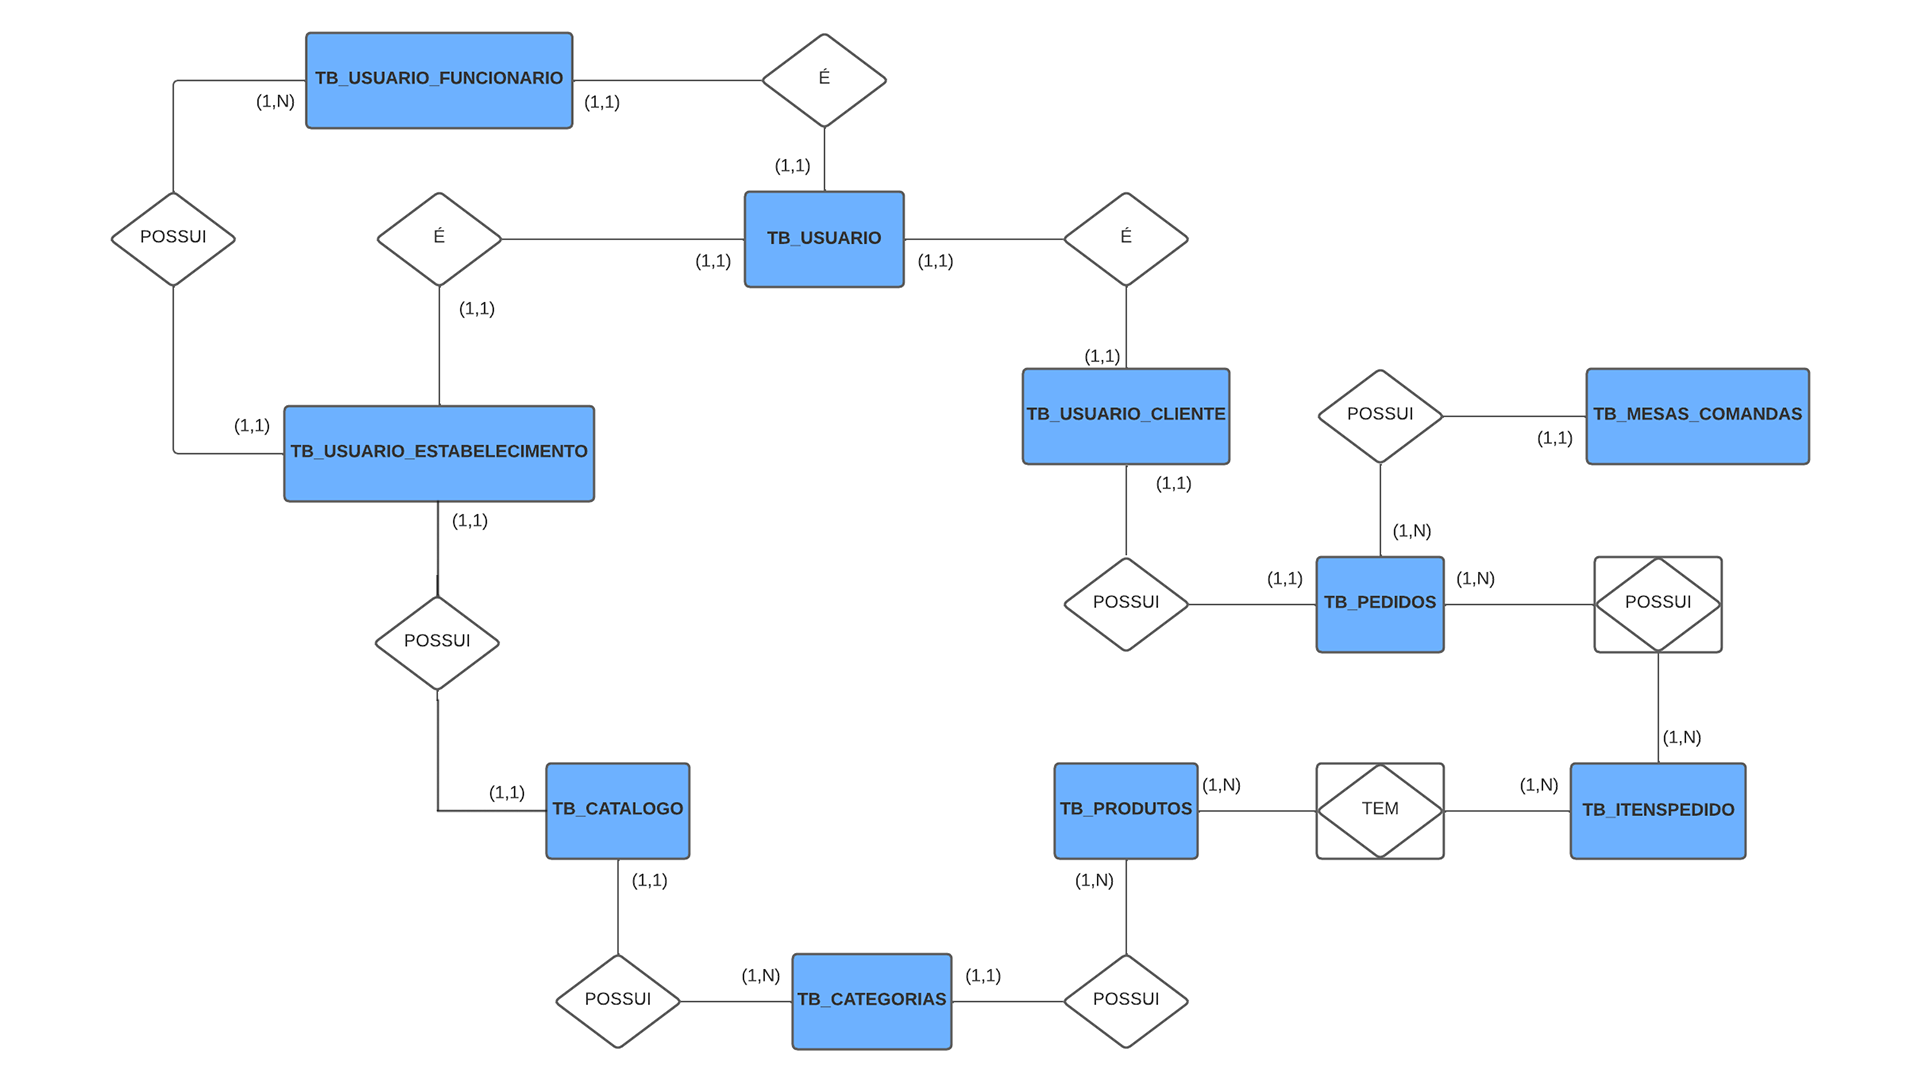 TB_USUARIO_FUNCIONARIO
É
(1,N)
(1,1)
(1,1)
POSSUI
É
TB_USUARIO
É
(1,1)
(1,1)
(1,1)
(1,1)
(1,1)
TB_USUARIO_ESTABELECIMENTO
TB_USUARIO_CLIENTE
POSSUI
TB_MESAS_COMANDAS
(1,1)
(1,1)
(1,1)
(1,N)
(1,1)
(1,N)
POSSUI
TB_PEDIDOS
POSSUI
POSSUI
(1,N)
(1,1)
(1,N)
(1,N)
TB_CATALOGO
TB_PRODUTOS
TEM
TB_ITENSPEDIDO
(1,1)
(1,N)
(1,N)
(1,1)
POSSUI
TB_CATEGORIAS
POSSUI